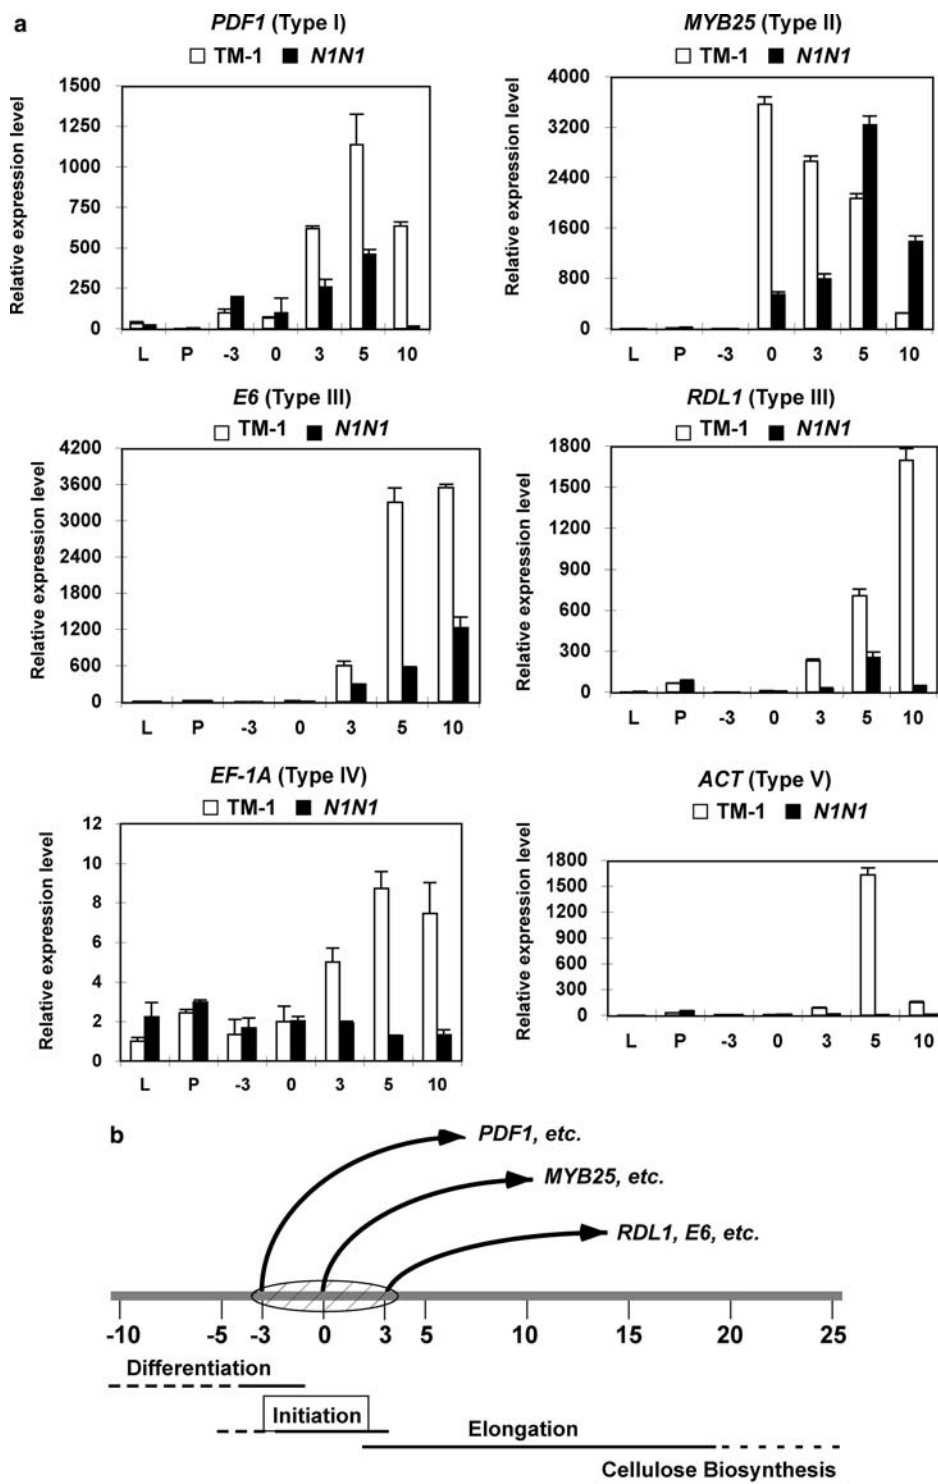 a
PDF1 (Type I)
TM-1 N1N1
Relative expression level
1500
1250
1000
750
500
250
0
L P -3 0 3 5 10
MYB25 (Type II)
TM-1 N1N1
Relative expression level
4000
3200
2400
1600
800
0
L P -3 0 3 5 10
E6 (Type III)
TM-1 N1N1
Relative expression level
4200
3600
3000
2400
1800
1200
600
0
L P -3 0 3 5 10
RDL1 (Type III)
TM-1 N1N1
Relative expression level
1800
1500
1200
900
600
300
0
L P -3 0 3 5 10
EF-1A (Type IV)
TM-1 N1N1
Relative expression level
12
10
8
6
4
2
0
L P -3 0 3 5 10
ACT (Type V)
TM-1 N1N1
Relative expression level
1800
1500
1200
900
600
300
0
L P -3 0 3 5 10
b
PDF1, etc.
MYB25, etc.
RDL1, E6, etc.
-10 -5 -3 0 3 5 10 15 20 25
Differentiation
Initiation
Elongation
Cellulose Biosynthesis